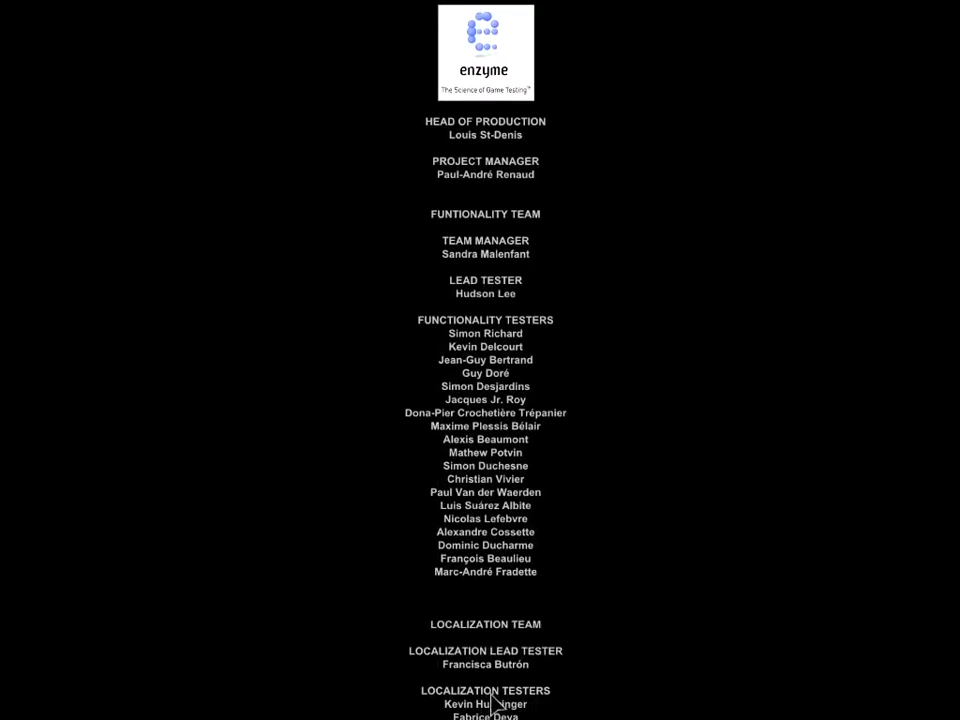 enzyme
The Science of Game Testing™
HEAD OF PRODUCTION
Louis St-Denis
PROJECT MANAGER
Paul-André Renaud
FUNTIONALITY TEAM
TEAM MANAGER
Sandra Malenfant
LEAD TESTER
Hudson Lee
FUNCTIONALITY TESTERS
Simon Richard
Kevin Delcourt
Jean-Guy Bertrand
Guy Doré
Simon Desjardins
Jacques Jr. Roy
Dona-Pier Crochetière Trépanier
Maxime Plessis Bélair
Alexis Beaumont
Mathew Potvin
Simon Duchesne
Christian Vivier
Paul Van der Waerden
Luis Suárez Albite
Nicolas Lefebvre
Alexandre Cossette
Dominic Ducharme
François Beaulieu
Marc-André Fradette
LOCALIZATION TEAM
LOCALIZATION LEAD TESTER
Francisca Butrón
LOCALIZATION TESTERS
Kevin
Fabrice Deva